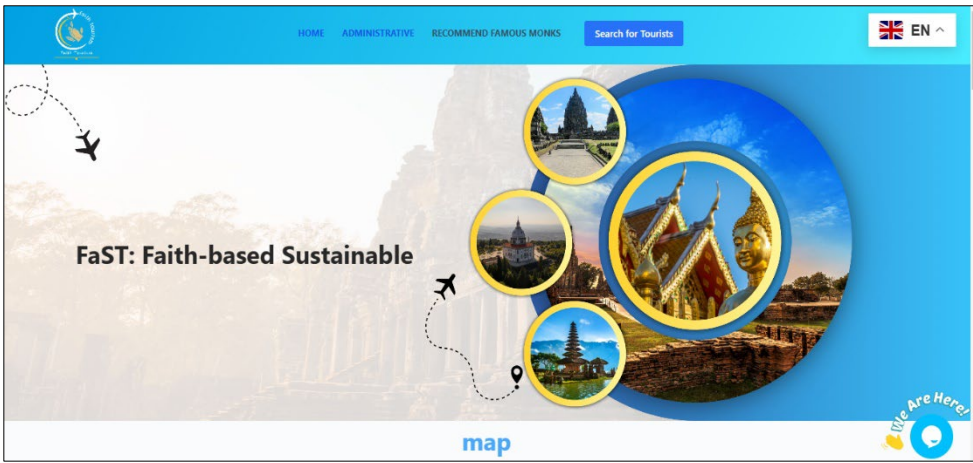 HOME ADMINISTRATIVE RECOMMEND FAMOUS MONKS Search for Tourists EN
FaST: Faith-based Sustainable
map
We Are Here!